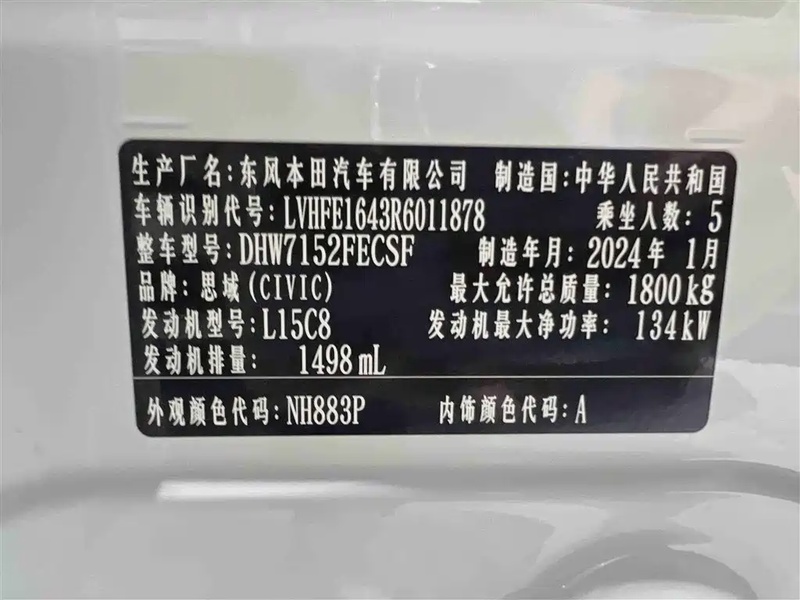 生产厂名:东风本田汽车有限公司 制造国:中华人民共和国
车辆识别代号:LVHFE1643R6011878 乘坐人数:5
整车型号:DHW7152FECSF 制造年月:2024年 1月
品牌:思域(CIVIC) 最大允许总质量:1800kg
发动机型号:L15C8 发动机最大净功率:134kW
发动机排量: 1498mL
外观颜色代码:NH883P 内饰颜色代码:A